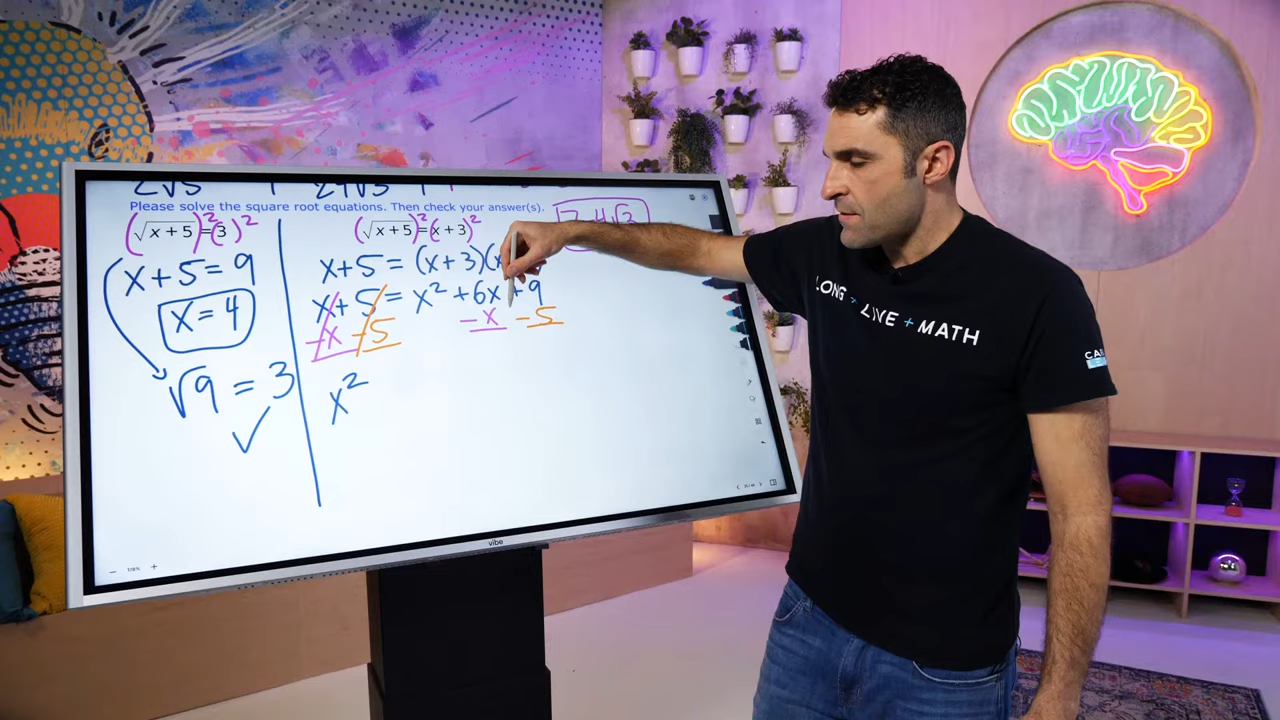 Please solve the square root equations. Then check your answer(s).
(√x + 5)² = (3)²
x+5 = 9
x = 4
√9 = 3
✓
(√x + 5)² = (x + 3)²
x+5 = (x+3)(
x+5 = x² +6x +9
-x -5 -x -5
x²
LONG + LIVE + MATH
vibe